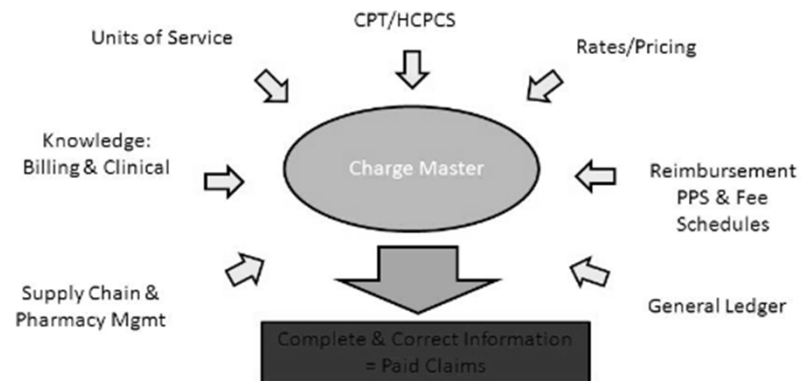 CPT/HCPCS
Units of Service
Rates/Pricing
Knowledge:
Billing & Clinical
Charge Master
Reimbursement
PPS & Fee
Schedules
Supply Chain &
Pharmacy Mgmt
General Ledger
Complete & Correct Information
= Paid Claims